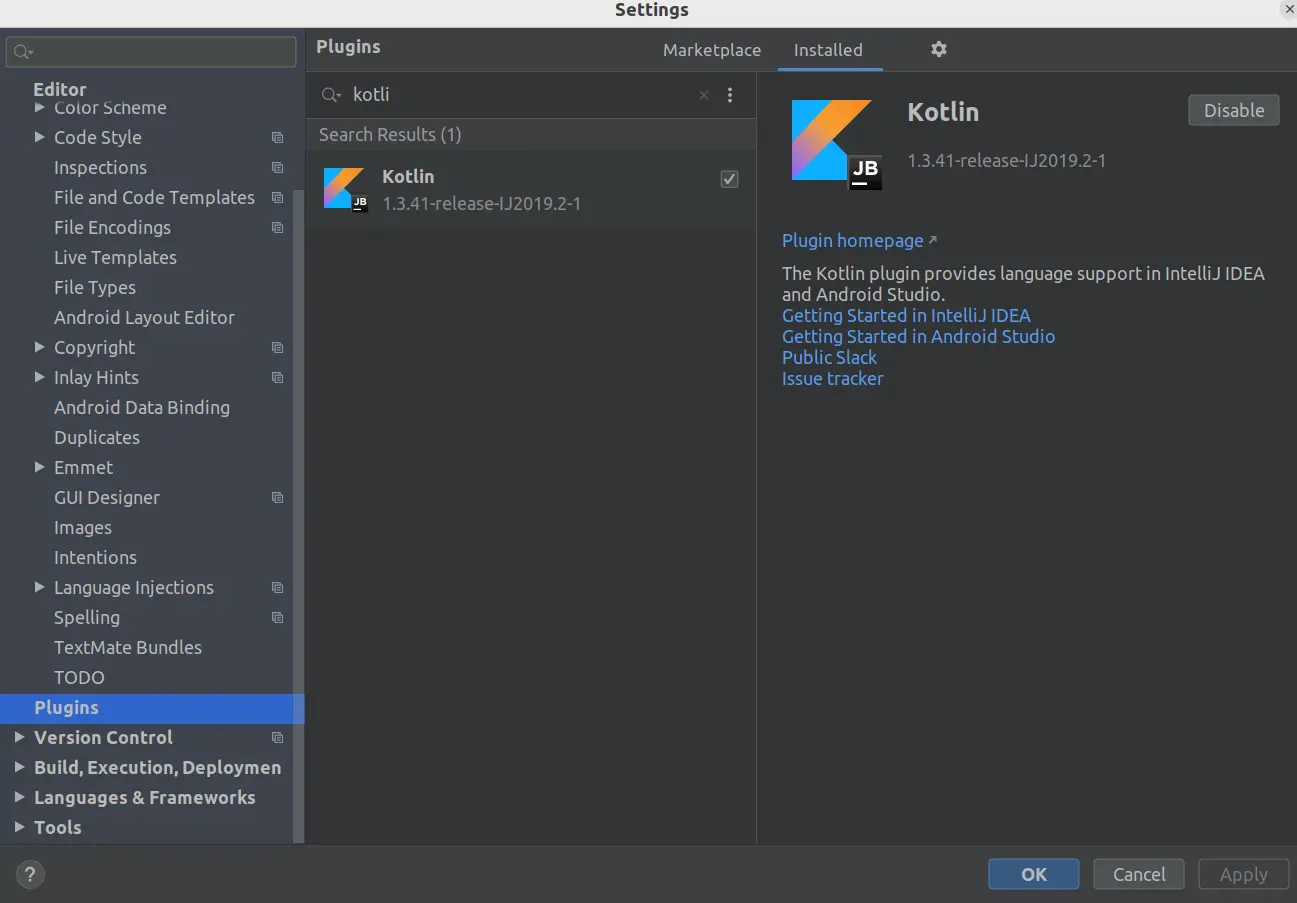 Settings
Plugins
Marketplace
Installed
Editor
Color Scheme
Code Style
Inspections
File and Code Templates
File Encodings
Live Templates
File Types
Android Layout Editor
Copyright
Inlay Hints
Android Data Binding
Duplicates
Emmet
GUI Designer
Images
Intentions
Language Injections
Spelling
TextMate Bundles
TODO
Plugins
Version Control
Build, Execution, Deploymen
Languages & Frameworks
Tools
kotli
Search Results (1)
JB
Kotlin
1.3.41-release-IJ2019.2-1
JB
Kotlin
1.3.41-release-IJ2019.2-1
Disable
Plugin homepage
The Kotlin plugin provides language support in IntelliJ IDEA
and Android Studio.
Getting Started in IntelliJ IDEA
Getting Started in Android Studio
Public Slack
Issue tracker
?
OK
Cancel
Apply